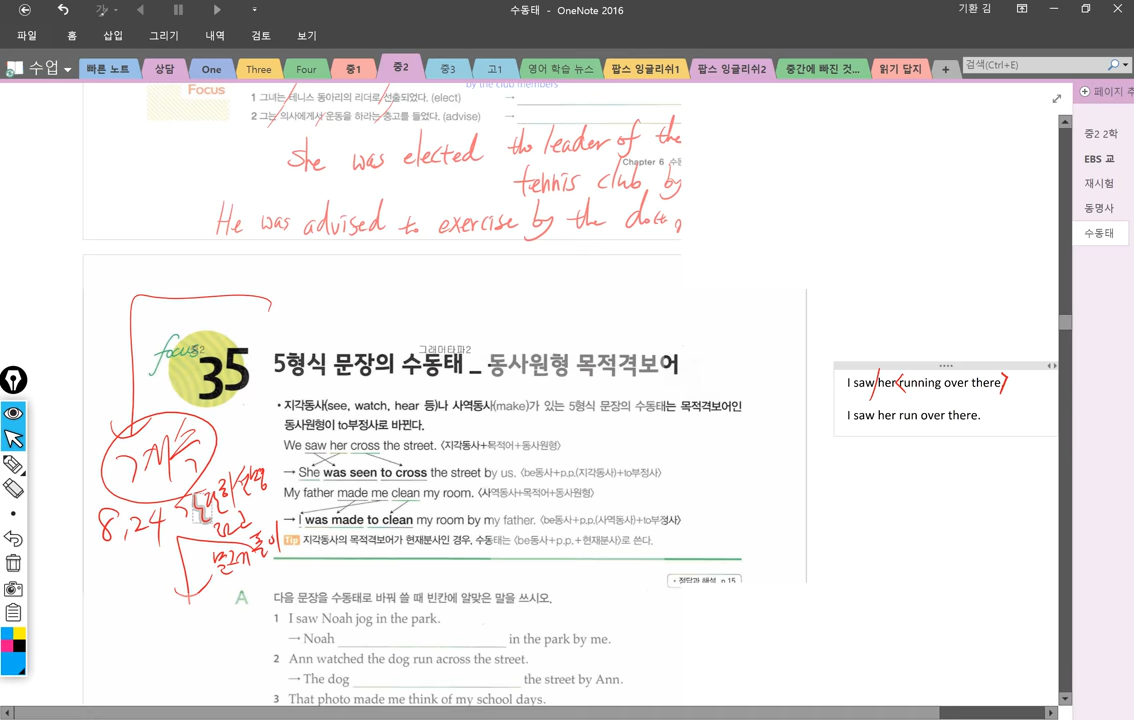 수동태 - OneNote 2016
기환 김
파일 홈 삽입 그리기 내역 검토 보기
수업 빠른 노트 상담 One Three Four 중1 중2 중3 고1 영어 학습 뉴스 팝스 잉글리쉬1 팝스 잉글리쉬2 중간에 빠진 것... 읽기 답지 + 검색(Ctrl+E)
페이지 추
중2 2학
EBS 교
재시험
동명사
수동태
Focus
by the club members
1 그녀는 테니스 동아리의 리더로 선출되었다. (elect) →
2 그는 의사에게서 운동을 하라는 충고를 들었다. (advise) →
She was elected the leader of the
Chapter 6 수동
tennis club by
He was advised to exercise by the doct
focus
중2
35
그래머타파2
5형식 문장의 수동태 _ 동사원형 목적격보어
• 지각동사(see, watch, hear 등)나 사역동사(make)가 있는 5형식 문장의 수동태는 목적격보어인
동사원형이 to부정사로 바뀐다.
We saw her cross the street. 〈지각동사+목적어+동사원형〉
→ She was seen to cross the street by us. 〈be동사+p.p.(지각동사)+to부정사〉
My father made me clean my room. 〈사역동사+목적어+동사원형〉
→ I was made to clean my room by my father. 〈be동사+p.p.(사역동사)+to부정사〉
Tip 지각동사의 목적격보어가 현재분사인 경우, 수동태는 〈be동사+p.p.+현재분사〉로 쓴다.
8, 24
• 정답과 해설 p.15
A 다음 문장을 수동태로 바꿔 쓸 때 빈칸에 알맞은 말을 쓰시오.
1 I saw Noah jog in the park.
→ Noah in the park by me.
2 Ann watched the dog run across the street.
→ The dog the street by Ann.
3 That photo made me think of my school days.
I saw her running over there.
I saw her run over there.